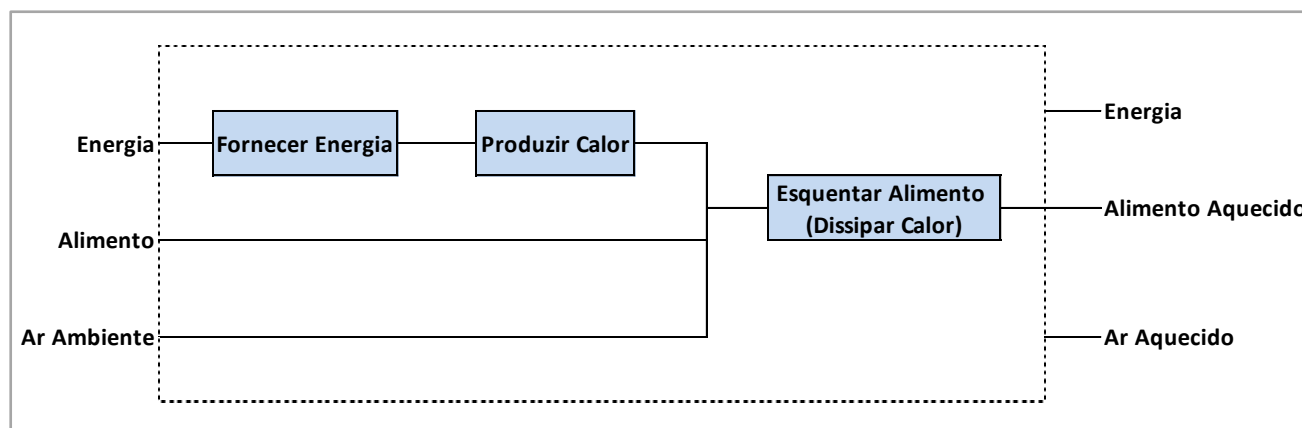 Energia
Fornecer Energia
Produzir Calor
Energia
Esquentar Alimento
(Dissipar Calor)
Alimento Aquecido
Alimento
Ar Ambiente
Ar Aquecido